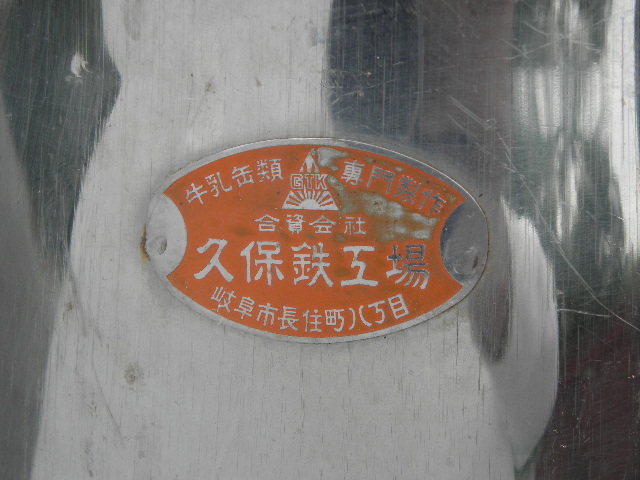 牛乳缶類 専門製作
GTK
合資会社
久保鉄工場
岐阜市長住町八丁目